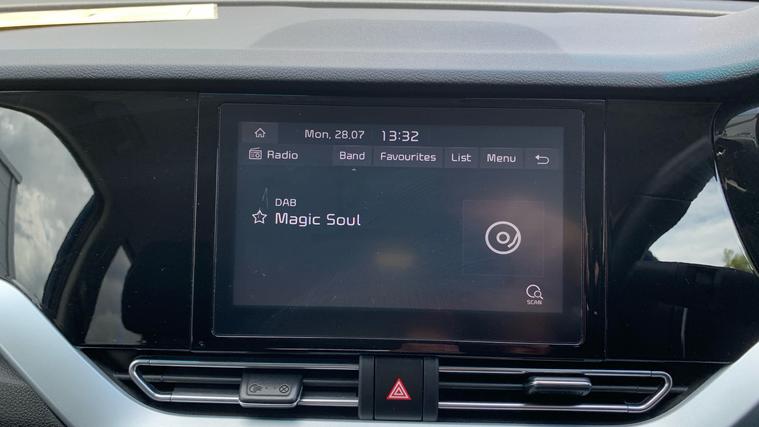 Mon, 28.07 13:32
Radio Band Favourites List Menu
DAB
Magic Soul
SCAN